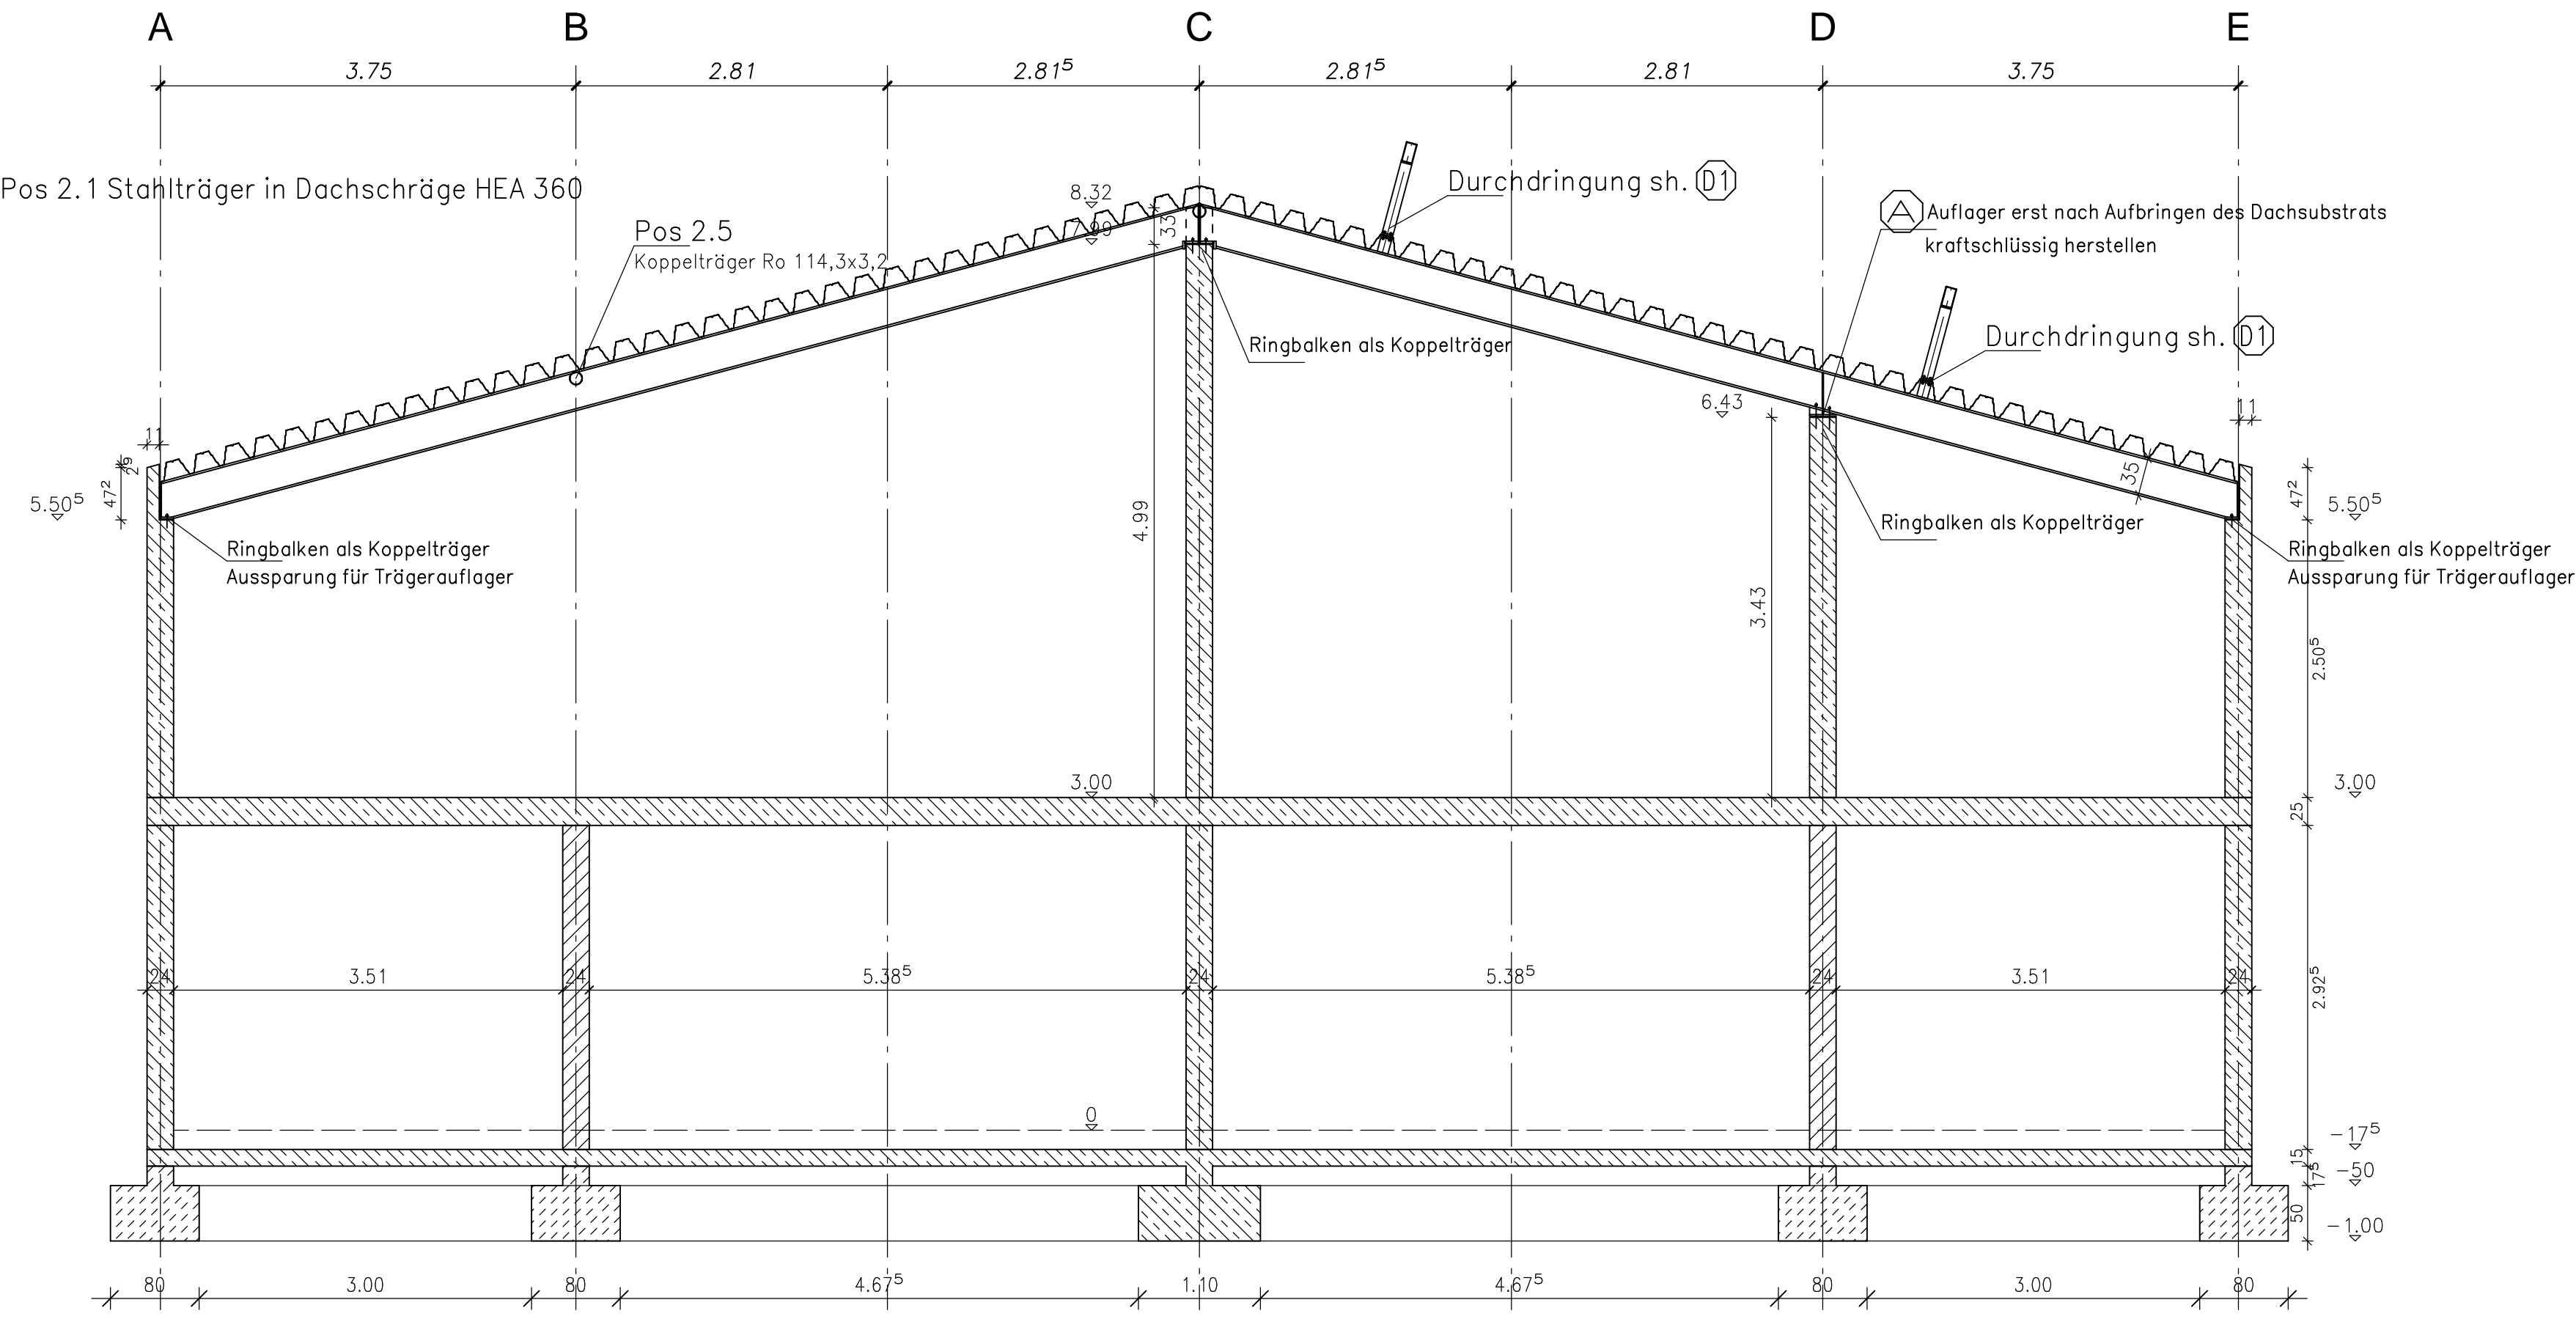 A B C D E
3.75 2.81 2.81⁵ 2.81⁵ 2.81 3.75
Pos 2.1 Stahlträger in Dachschräge HEA 360
8.32
Durchdringung sh. D1
Pos 2.5
7.99
33
A Auflager erst nach Aufbringen des Dachsubstrats
kraftschlüssig herstellen
Koppelträger Ro 114,3x3,2
Ringbalken als Koppelträger
Durchdringung sh. D1
6.43
11
11
2⁹
47²
35
47²
5.50⁵
5.50⁵
4.99
Ringbalken als Koppelträger
Ringbalken als Koppelträger
Aussparung für Trägerauflager
Ringbalken als Koppelträger
Aussparung für Trägerauflager
3.43
2.50⁵
3.00
3.00
25
24 3.51 24 5.38⁵ 24 5.38⁵ 24 3.51 24
2.92⁵
0
-17⁵
15
-50
17⁵
50
-1.00
80 3.00 80 4.67⁵ 1.10 4.67⁵ 80 3.00 80